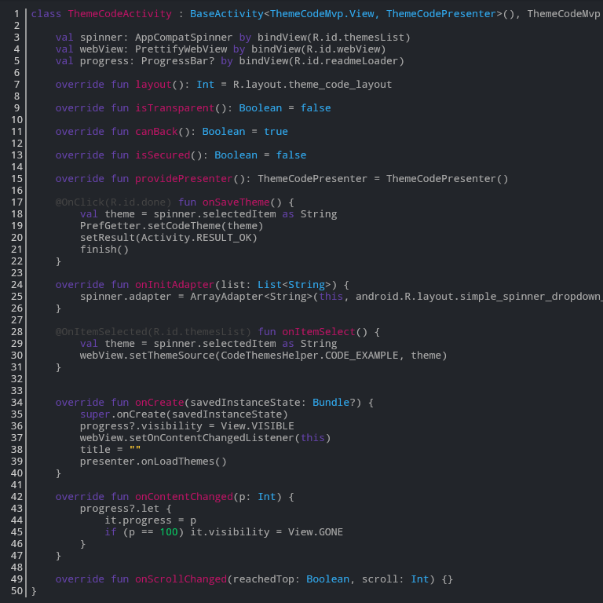 1 class ThemeCodeActivity : BaseActivity<ThemeCodeMvp.View, ThemeCodePresenter>(), ThemeCodeMvp
2
3     val spinner: AppCompatSpinner by bindView(R.id.themesList)
4     val webView: PrettifyWebView by bindView(R.id.webView)
5     val progress: ProgressBar? by bindView(R.id.readmeLoader)
6
7     override fun layout(): Int = R.layout.theme_code_layout
8
9     override fun isTransparent(): Boolean = false
10
11     override fun canBack(): Boolean = true
12
13     override fun isSecured(): Boolean = false
14
15     override fun providePresenter(): ThemeCodePresenter = ThemeCodePresenter()
16
17     @OnClick(R.id.done) fun onSaveTheme() {
18         val theme = spinner.selectedItem as String
19         PrefGetter.setCodeTheme(theme)
20         setResult(Activity.RESULT_OK)
21         finish()
22     }
23
24     override fun onInitAdapter(list: List<String>) {
25         spinner.adapter = ArrayAdapter<String>(this, android.R.layout.simple_spinner_dropdown_
26     }
27
28     @OnItemSelected(R.id.themesList) fun onItemSelect() {
29         val theme = spinner.selectedItem as String
30         webView.setThemeSource(CodeThemesHelper.CODE_EXAMPLE, theme)
31     }
32
33
34     override fun onCreate(savedInstanceState: Bundle?) {
35         super.onCreate(savedInstanceState)
36         progress?.visibility = View.VISIBLE
37         webView.setOnContentChangedListener(this)
38         title = ""
39         presenter.onLoadThemes()
40     }
41
42     override fun onContentChanged(p: Int) {
43         progress?.let {
44             it.progress = p
45             if (p == 100) it.visibility = View.GONE
46         }
47     }
48
49     override fun onScrollChanged(reachedTop: Boolean, scroll: Int) {}
50 }